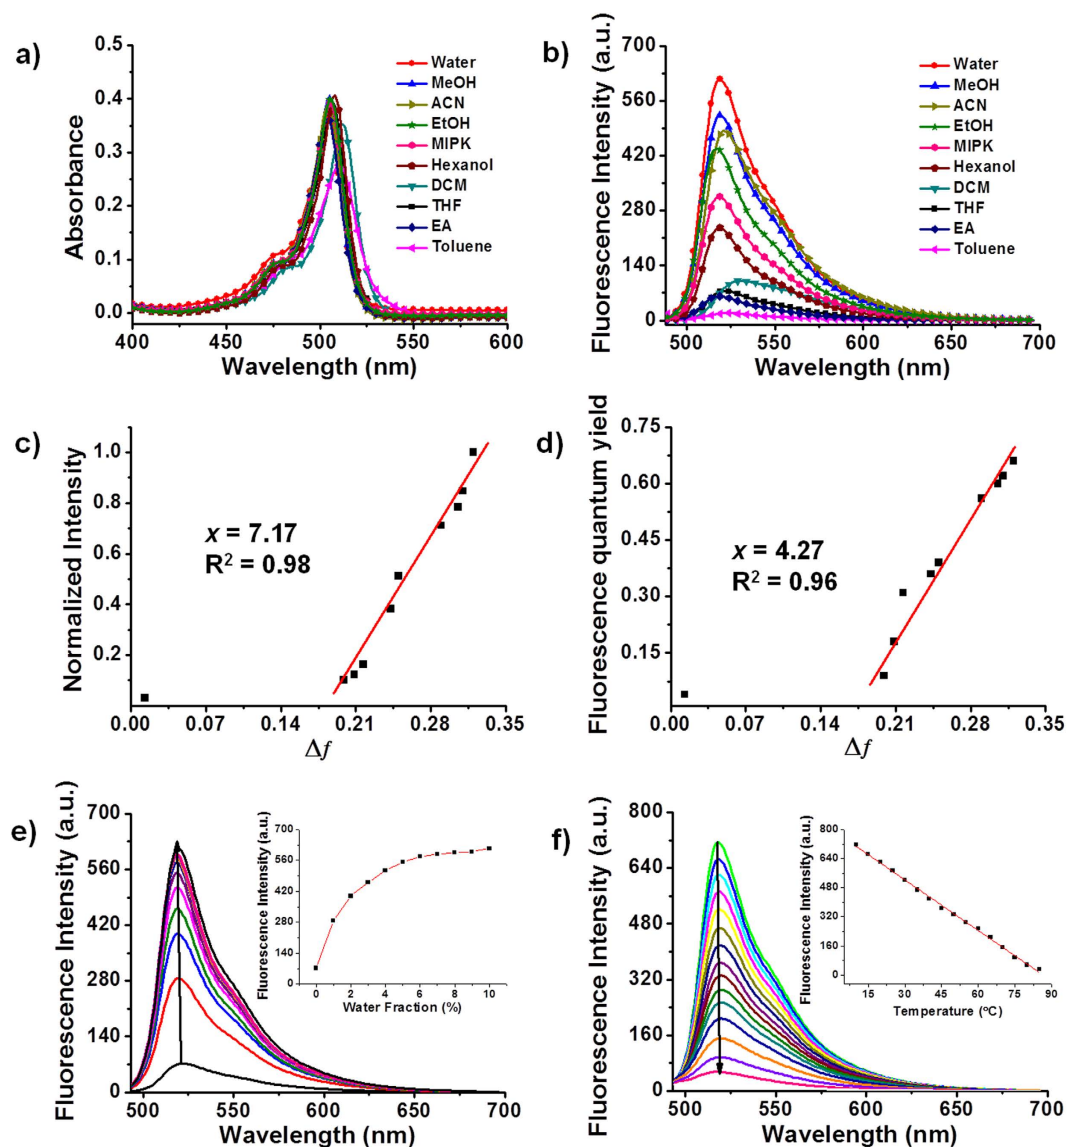 a)
0.5
0.4
0.3
0.2
0.1
0.0
Absorbance
Water
MeOH
ACN
EtOH
MIPK
Hexanol
DCM
THF
EA
Toluene
400
450
500
550
600
Wavelength (nm)
b)
700
560
420
280
140
0
Fluorescence Intensity (a.u.)
Water
MeOH
ACN
EtOH
MIPK
Hexanol
DCM
THF
EA
Toluene
500
550
600
650
700
Wavelength (nm)
c)
1.0
0.8
0.6
0.4
0.2
Normalized Intensity
x = 7.17
R² = 0.98
0.00
0.07
0.14
0.21
0.28
0.35
Δf
d)
0.75
0.60
0.45
0.30
0.15
Fluorescence quantum yield
x = 4.27
R² = 0.96
0.00
0.07
0.14
0.21
0.28
0.35
Δf
e)
700
560
420
280
140
0
Fluorescence Intensity (a.u.)
500
550
600
650
700
Wavelength (nm)
700
560
420
280
140
0
Fluorescence Intensity (a.u.)
0
2
4
6
8
10
Water Fraction (%)
f)
800
640
480
320
160
0
Fluorescence Intensity (a.u.)
500
550
600
650
700
Wavelength (nm)
800
640
480
320
160
0
Fluorescence Intensity (a.u.)
15
30
45
60
75
90
Temperature (°C)